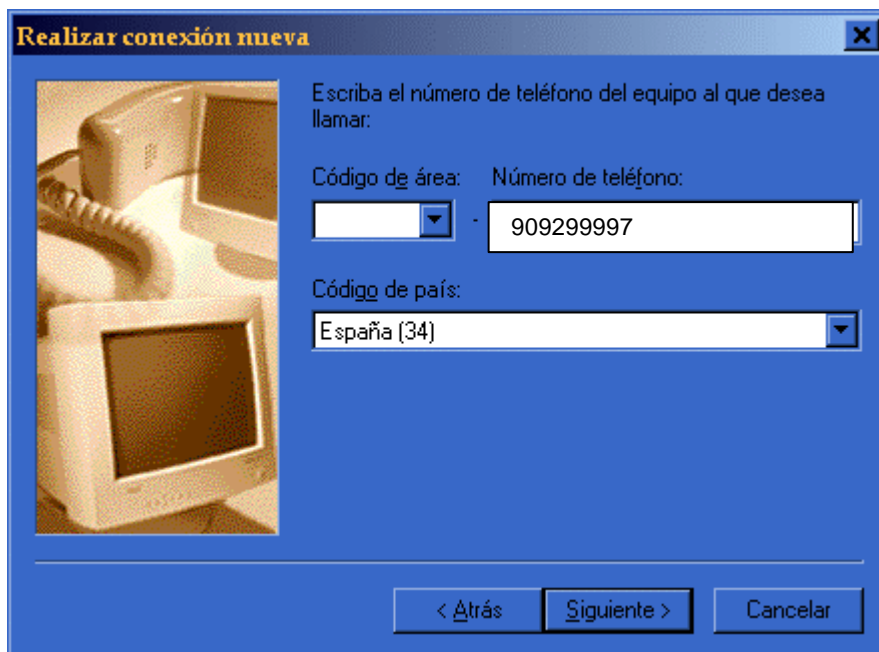 Realizar conexión nueva
Escriba el número de teléfono del equipo al que desea
llamar:
Código de área: Número de teléfono:
- 909299997
Código de país:
España (34)
< Atrás Siguiente > Cancelar